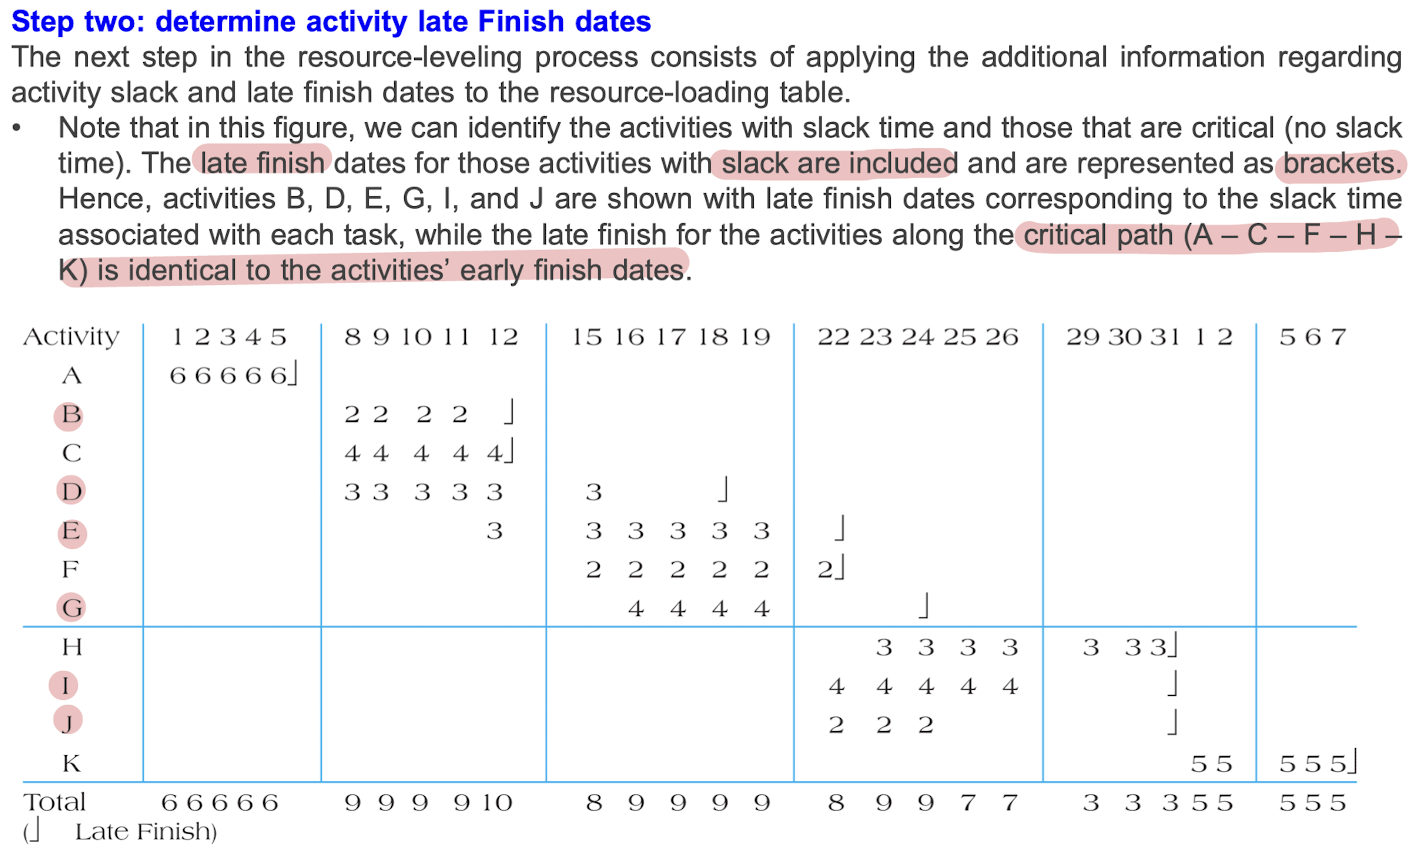 Step two: determine activity late Finish dates
The next step in the resource-leveling process consists of applying the additional information regarding
activity slack and late finish dates to the resource-loading table.
• Note that in this figure, we can identify the activities with slack time and those that are critical (no slack
time). The late finish dates for those activities with slack are included and are represented as brackets.
Hence, activities B, D, E, G, I, and J are shown with late finish dates corresponding to the slack time
associated with each task, while the late finish for the activities along the critical path (A – C – F – H –
K) is identical to the activities’ early finish dates.
Activity 1 2 3 4 5 8 9 10 11 12 15 16 17 18 19 22 23 24 25 26 29 30 31 1 2 5 6 7
A 6 6 6 6 6⌋
B 2 2 2 2 ⌋
C 4 4 4 4 4⌋
D 3 3 3 3 3 3 ⌋
E 3 3 3 3 3 3 ⌋
F 2 2 2 2 2 2⌋
G 4 4 4 4 ⌋
H 3 3 3 3 3 3 3⌋
I 4 4 4 4 4 ⌋
J 2 2 2 ⌋
K 5 5 5 5 5⌋
Total 6 6 6 6 6 9 9 9 9 10 8 9 9 9 9 8 9 9 7 7 3 3 3 5 5 5 5 5
(⌋ Late Finish)